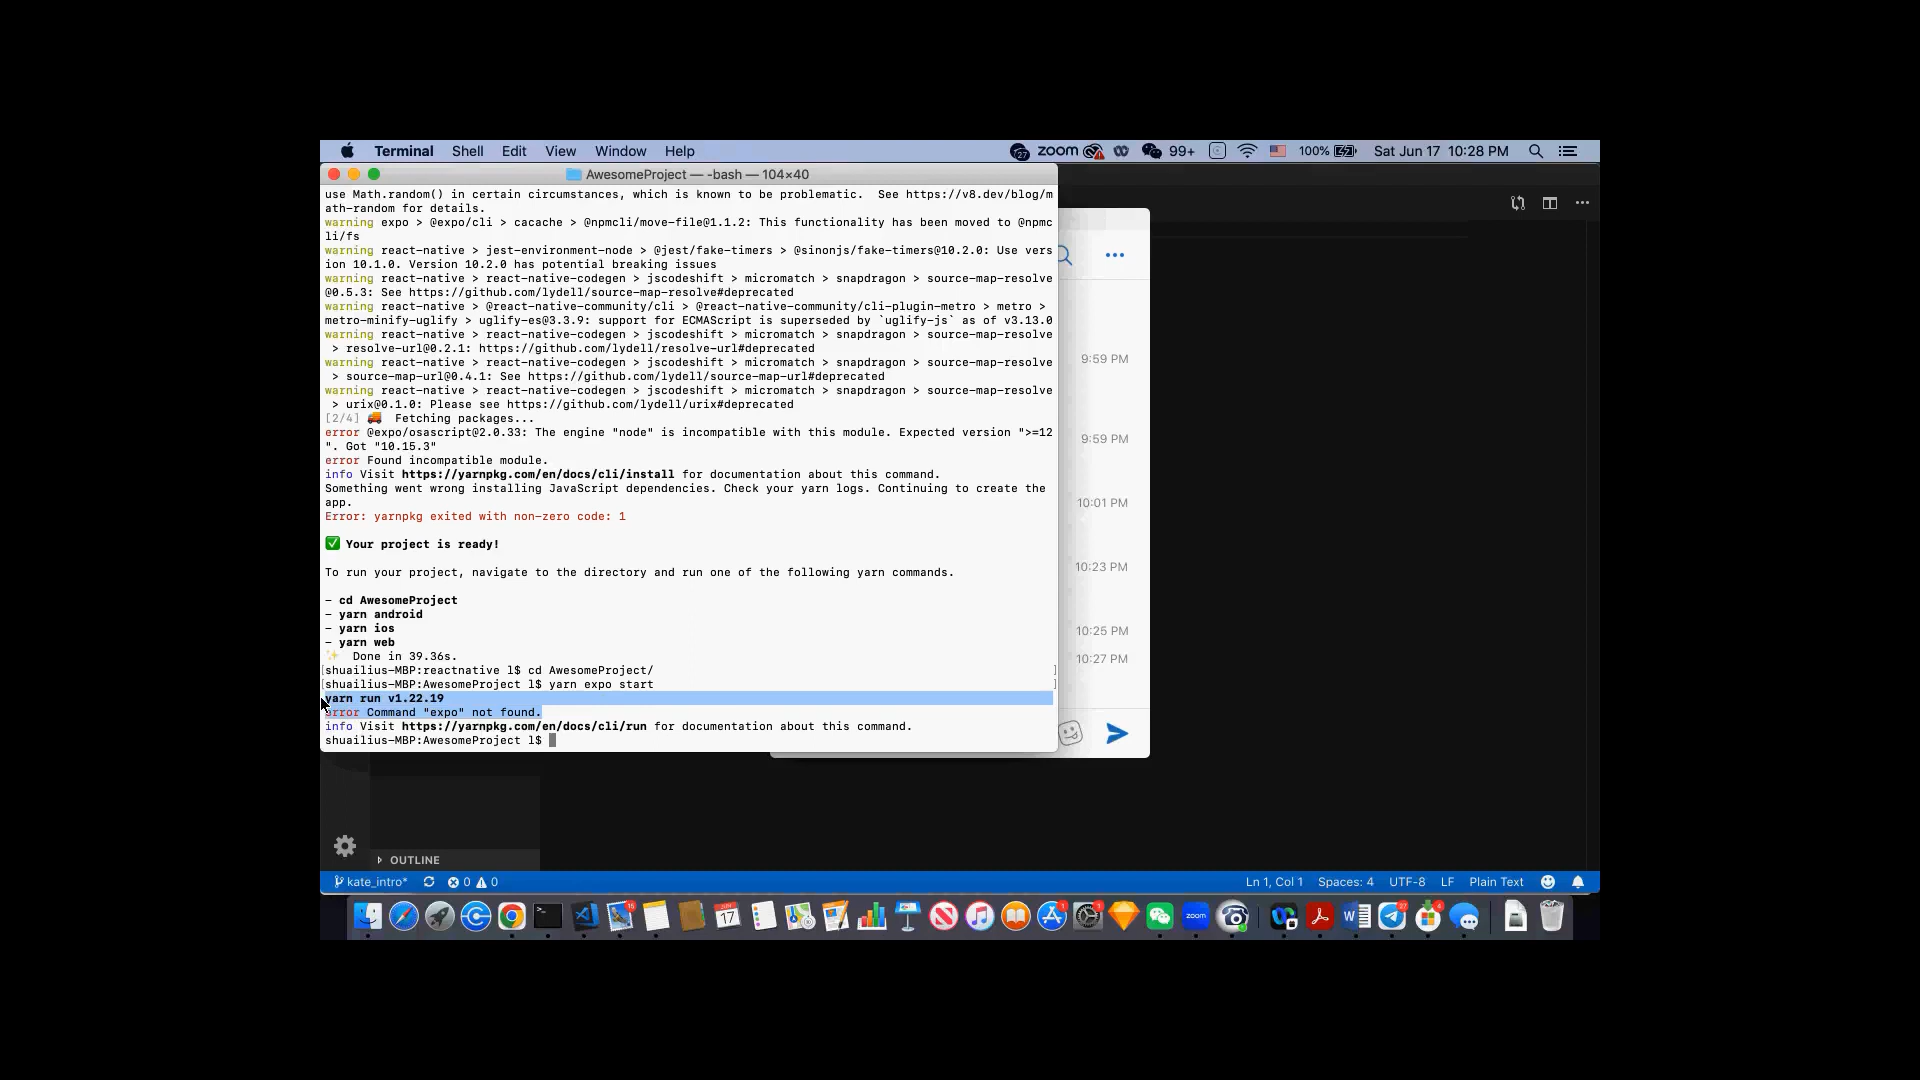 Terminal Shell Edit View Window Help 27 zoom 99+ 100% Sat Jun 17 10:28 PM
AwesomeProject — -bash — 104×40
use Math.random() in certain circumstances, which is known to be problematic.  See https://v8.dev/blog/m
ath-random for details.
warning expo > @expo/cli > cacache > @npmcli/move-file@1.1.2: This functionality has been moved to @npmc
li/fs
warning react-native > jest-environment-node > @jest/fake-timers > @sinonjs/fake-timers@10.2.0: Use vers
ion 10.1.0. Version 10.2.0 has potential breaking issues
warning react-native > react-native-codegen > jscodeshift > micromatch > snapdragon > source-map-resolve
@0.5.3: See https://github.com/lydell/source-map-resolve#deprecated
warning react-native > @react-native-community/cli > @react-native-community/cli-plugin-metro > metro >
metro-minify-uglify > uglify-es@3.3.9: support for ECMAScript is superseded by `uglify-js` as of v3.13.0
warning react-native > react-native-codegen > jscodeshift > micromatch > snapdragon > source-map-resolve
 > resolve-url@0.2.1: https://github.com/lydell/resolve-url#deprecated
warning react-native > react-native-codegen > jscodeshift > micromatch > snapdragon > source-map-resolve
 > source-map-url@0.4.1: See https://github.com/lydell/source-map-url#deprecated
warning react-native > react-native-codegen > jscodeshift > micromatch > snapdragon > source-map-resolve
 > urix@0.1.0: Please see https://github.com/lydell/urix#deprecated
[2/4] 🚚  Fetching packages...
error @expo/osascript@2.0.33: The engine "node" is incompatible with this module. Expected version ">=12
". Got "10.15.3"
error Found incompatible module.
info Visit https://yarnpkg.com/en/docs/cli/install for documentation about this command.
Something went wrong installing JavaScript dependencies. Check your yarn logs. Continuing to create the
app.
Error: yarnpkg exited with non-zero code: 1
✅ Your project is ready!
To run your project, navigate to the directory and run one of the following yarn commands.
- cd AwesomeProject
- yarn android
- yarn ios
- yarn web
✨  Done in 39.36s.
[shuailius-MBP:reactnative l$ cd AwesomeProject/ ]
[shuailius-MBP:AwesomeProject l$ yarn expo start ]
yarn run v1.22.19
error Command "expo" not found.
info Visit https://yarnpkg.com/en/docs/cli/run for documentation about this command.
shuailius-MBP:AwesomeProject l$
9:59 PM
9:59 PM
10:01 PM
10:23 PM
10:25 PM
10:27 PM
OUTLINE
kate_intro* 0 0 Ln 1, Col 1 Spaces: 4 UTF-8 LF Plain Text
17 zoom